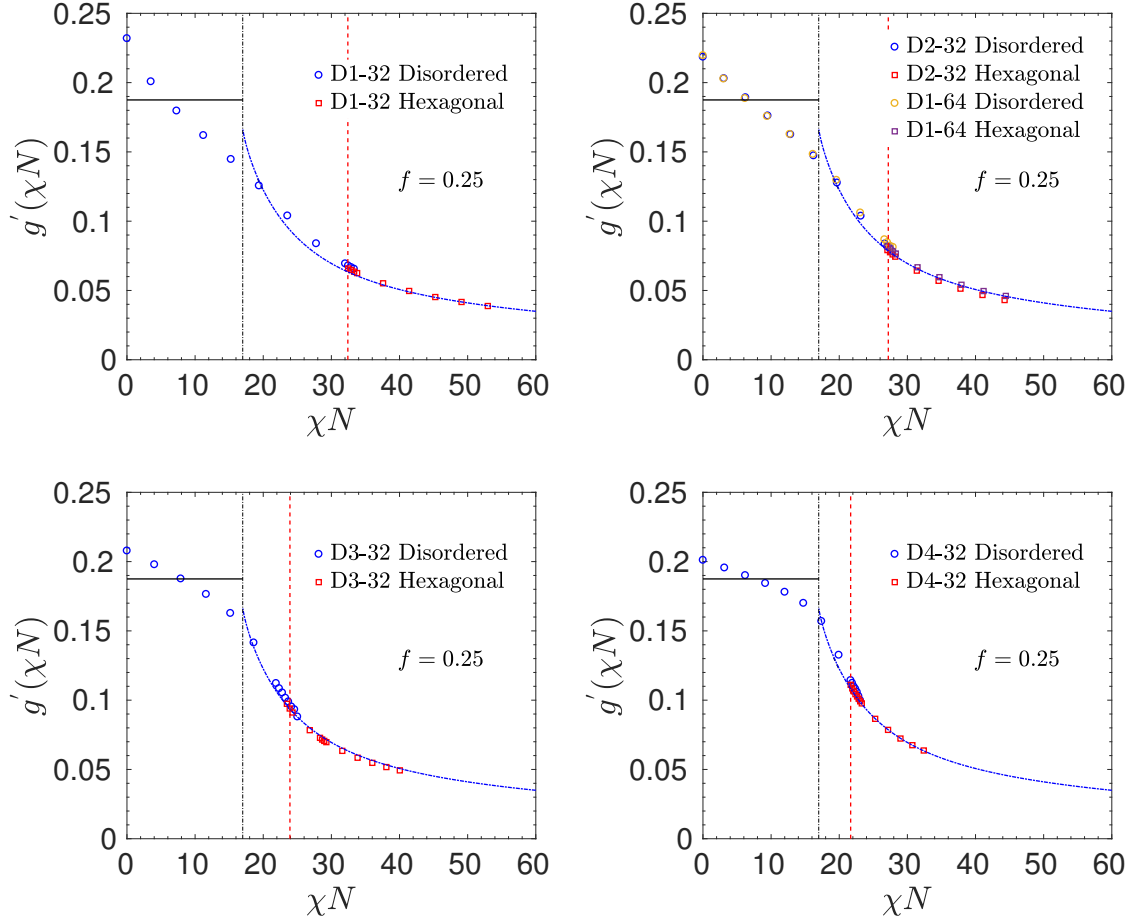 0.25
0.2
0.15
0.1
0.05
0
g′(χN)
D1-32 Disordered
D1-32 Hexagonal
f = 0.25
0 10 20 30 40 50 60
χN
0.25
0.2
0.15
0.1
0.05
0
g′(χN)
D2-32 Disordered
D2-32 Hexagonal
D1-64 Disordered
D1-64 Hexagonal
f = 0.25
0 10 20 30 40 50 60
χN
0.25
0.2
0.15
0.1
0.05
0
g′(χN)
D3-32 Disordered
D3-32 Hexagonal
f = 0.25
0 10 20 30 40 50 60
χN
0.25
0.2
0.15
0.1
0.05
0
g′(χN)
D4-32 Disordered
D4-32 Hexagonal
f = 0.25
0 10 20 30 40 50 60
χN